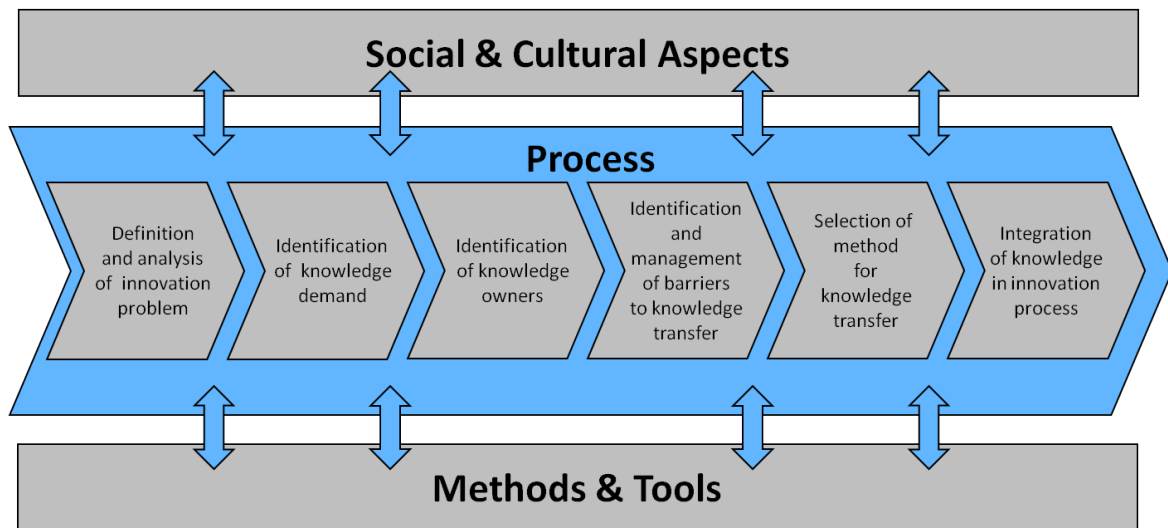 Social & Cultural Aspects
Process
Definition
and analysis
of innovation
problem
Identification
of knowledge
demand
Identification
of knowledge
owners
Identification
and
management
of barriers
to knowledge
transfer
Selection of
method
for
knowledge
transfer
Integration
of knowledge
in innovation
process
Methods & Tools